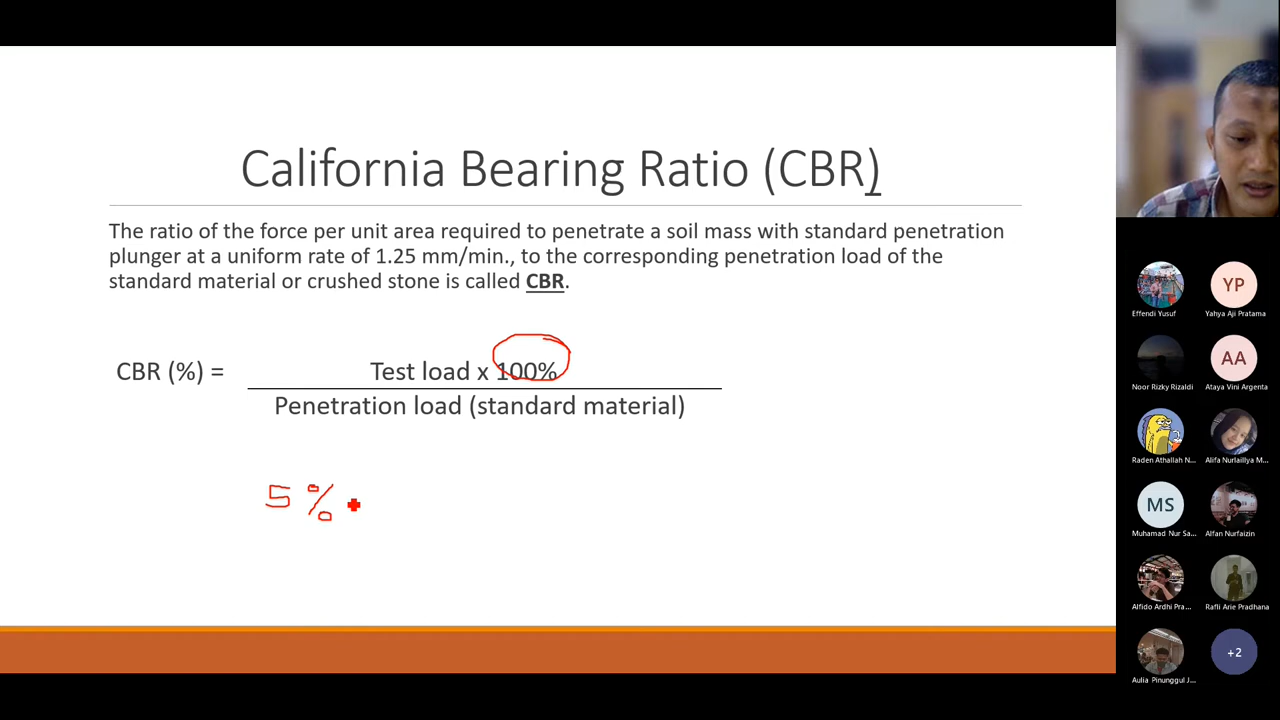 California Bearing Ratio (CBR)
The ratio of the force per unit area required to penetrate a soil mass with standard penetration
plunger at a uniform rate of 1.25 mm/min., to the corresponding penetration load of the
standard material or crushed stone is called CBR.
CBR (%) =
Test load x 100%
Penetration load (standard material)
5 %
Effendi Yusuf
YP
Yahya Aji Pratama
Noor Rizky Rizaldi
AA
Ataya Vini Argenta
Raden Athallah N...
Alifa Nurlaillya M...
MS
Muhamad Nur Sa...
Alfan Nurfaizin
Alfido Ardhi Pra...
Rafli Arie Pradhana
Aulia Pinunggul J...
+2